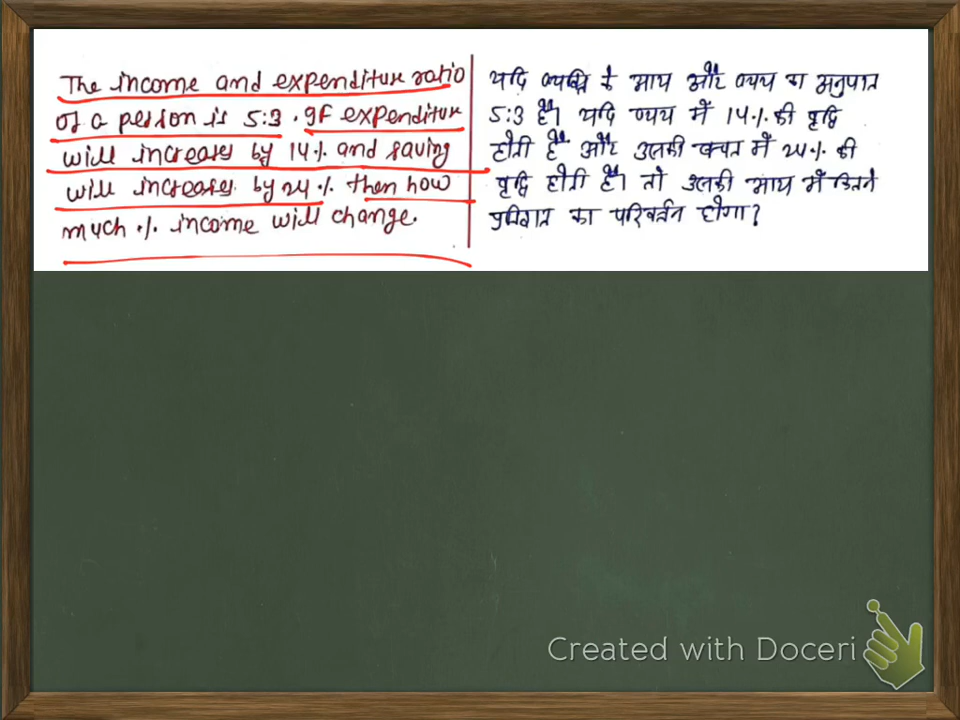 The income and expenditure ratio
of a person is 5:3. If expenditur
will increase by 14% and saving
will increase by 24% then how
much % income will change.
यदि व्यक्ति के आय और व्यय का अनुपात
5:3 है। यदि व्यय में 14% की वृद्धि
होती है और उसकी बचत में 24% की
वृद्धि होती है। तो उसकी आय में कितने
प्रतिशत का परिवर्तन होगा?
Created with Doceri